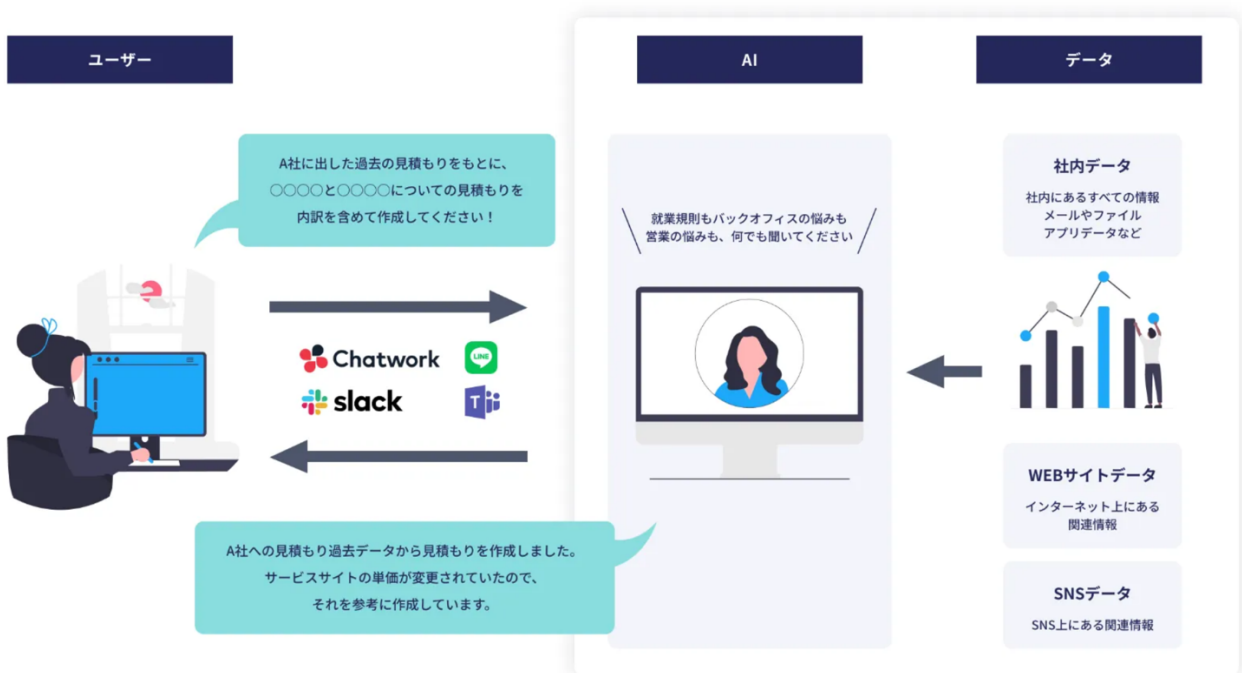 ユーザー
AI
データ
A社に出した過去の見積もりをもとに、
〇〇〇〇と〇〇〇〇についての見積もりを
内訳を含めて作成してください！
就業規則もバックオフィスの悩みも
営業の悩みも、何でも聞いてください
社内データ
社内にあるすべての情報
メールやファイル
アプリデータなど
Chatwork
LINE
slack
T
WEBサイトデータ
インターネット上にある
関連情報
A社への見積もり過去データから見積もりを作成しました。
サービスサイトの単価が変更されていたので、
それを参考に作成しています。
SNSデータ
SNS上にある関連情報